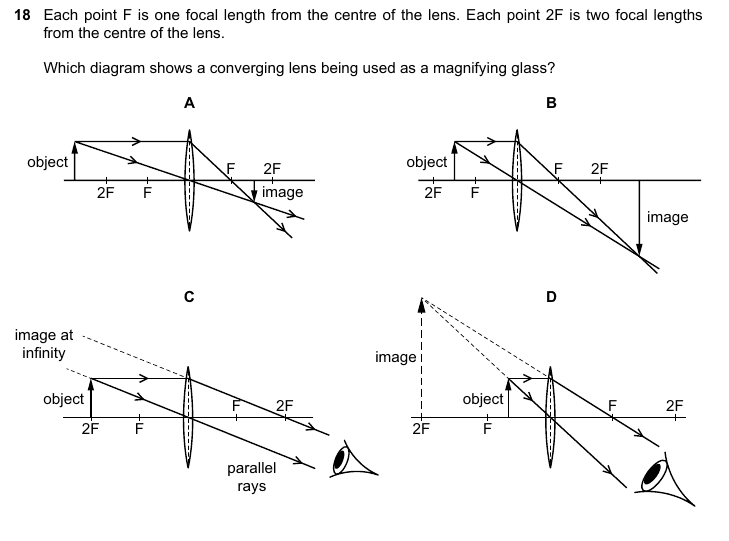 18 Each point F is one focal length from the centre of the lens. Each point 2F is two focal lengths
from the centre of the lens.
Which diagram shows a converging lens being used as a magnifying glass?
A
object
2F
F
F
2F
image
B
object
2F
F
F
2F
image
C
image at
infinity
object
2F
F
F
2F
parallel
rays
D
image
object
2F
F
F
2F